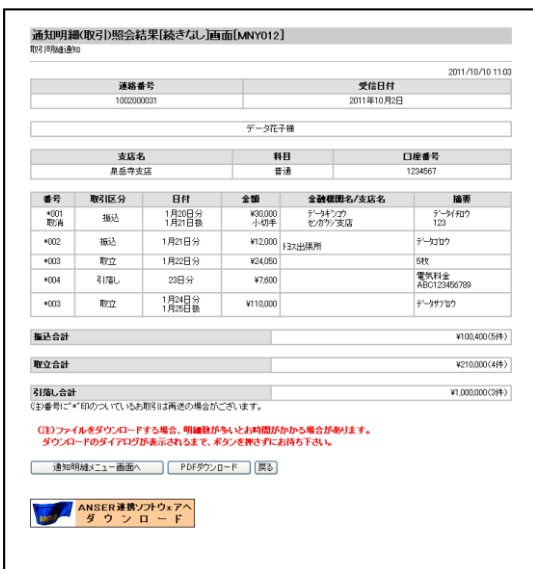 通知明細(取引)照会結果[続きなし]画面[MNY012]
取引明細通知
2011/10/10 11:03
連絡番号 受信日付
1002000031 2011年10月2日
データ花子様
支店名 科目 口座番号
泉岳寺支店 普通 1234567
番号 取引区分 日付 金額 金融機関名/支店名 摘要
*001 取消 振込 1月20日分 1月21日扱 ¥30,000 小切手 データギンコウ センガクジ支店 データイチロウ 123
*002 振込 1月21日分 ¥12,000 トヨス出張所 データゴロウ
*003 取立 1月22日分 ¥24,050 5枚
*004 引落し 23日分 ¥7,600 電気料金 ABC123456789
*003 取立 1月24日分 1月25日扱 ¥110,000 データサブロウ
振込合計 ¥100,400(5件)
取立合計 ¥210,000(4件)
引落し合計 ¥1,000,000(3件)
(注)番号に"*"印のついているお取引は再送の場合がございます。
(注)ファイルをダウンロードする場合、明細数が多いとお時間がかかる場合があります。
ダウンロードのダイアログが表示されるまで、ボタンを押さずにお待ち下さい。
通知明細メニュー画面へ PDFダウンロード 戻る
ANSER連携ソフトウェアへ
ダウンロード